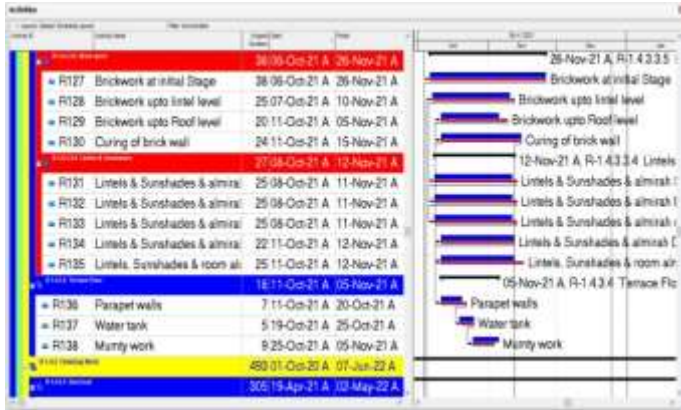 Activities
38 06-Oct-21 A 26-Nov-21 A
26-Nov-21 A, R-1.4.3.3.5
R127 Brickwork at initial Stage 38 06-Oct-21 A 26-Nov-21 A
Brickwork at initial Stage
R128 Brickwork upto lintel level 25 07-Oct-21 A 10-Nov-21 A
Brickwork upto lintel level
R129 Brickwork upto Roof level 20 11-Oct-21 A 05-Nov-21 A
Brickwork upto Roof level
R130 Curing of brick wall 24 11-Oct-21 A 15-Nov-21 A
Curing of brick wall
27 08-Oct-21 A 12-Nov-21 A
12-Nov-21 A, R-1.4.3.3.4 Lintels
R131 Lintels & Sunshades & almira 25 08-Oct-21 A 11-Nov-21 A
Lintels & Sunshades & almirah
R132 Lintels & Sunshades & almira 25 08-Oct-21 A 11-Nov-21 A
Lintels & Sunshades & almirah
R133 Lintels & Sunshades & almira 25 08-Oct-21 A 11-Nov-21 A
Lintels & Sunshades & almirah
R134 Lintels & Sunshades & almira 22 11-Oct-21 A 12-Nov-21 A
Lintels & Sunshades & almirah
R135 Lintels, Sunshades & room alr 25 11-Oct-21 A 12-Nov-21 A
Lintels, Sunshades & room alr
18 11-Oct-21 A 05-Nov-21 A
05-Nov-21 A, R-1.4.3.4 Terrace Flo
R136 Parapet walls 7 11-Oct-21 A 20-Oct-21 A
Parapet walls
R137 Water tank 5 19-Oct-21 A 25-Oct-21 A
Water tank
R138 Mumty work 9 25-Oct-21 A 05-Nov-21 A
Mumty work
493 01-Oct-20 A 07-Jun-22 A
305 19-Apr-21 A 02-May-22 A